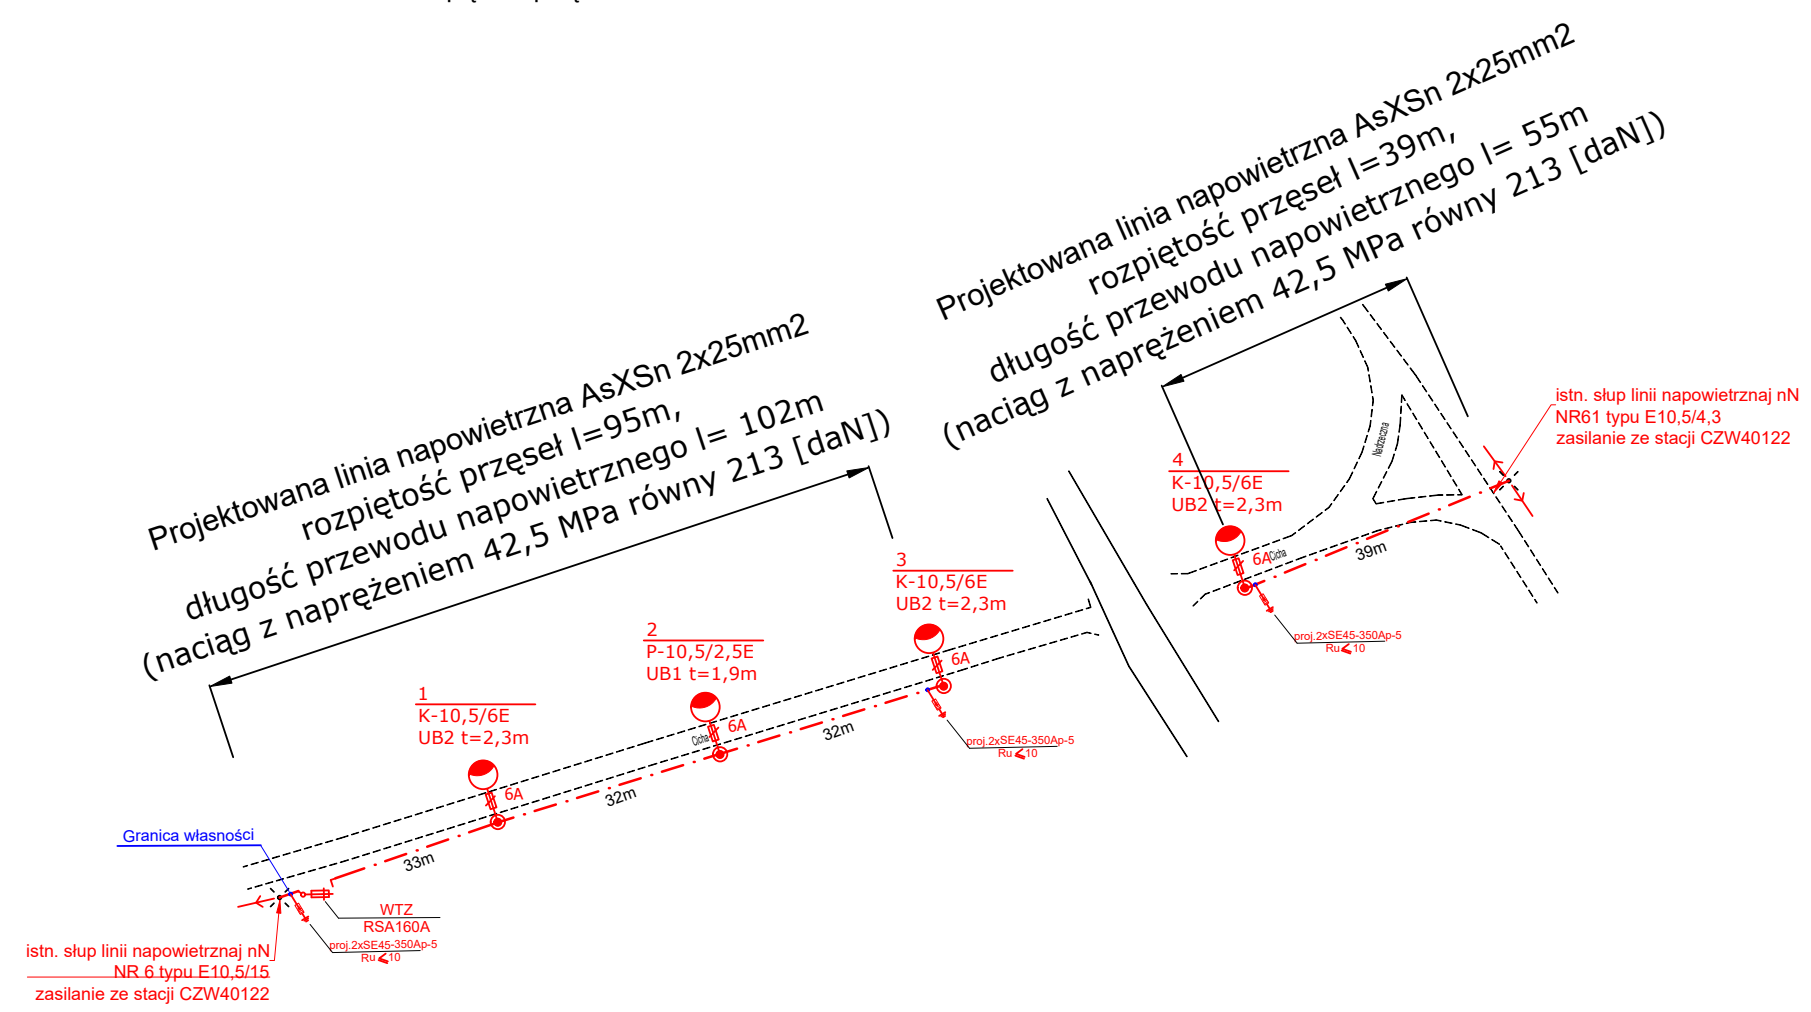 Projektowana linia napowietrzna AsXSn 2x25mm2
rozpiętość przęseł l=39m,
długość przewodu napowietrznego l= 55m
(naciąg z naprężeniem 42,5 MPa równy 213 [daN])
Projektowana linia napowietrzna AsXSn 2x25mm2
rozpiętość przęseł l=95m,
długość przewodu napowietrznego l= 102m
(naciąg z naprężeniem 42,5 MPa równy 213 [daN])
istn. słup linii napowietrznaj nN
NR61 typu E10,5/4,3
zasilanie ze stacji CZW40122
Nadrzeczna
4
K-10,5/6E
UB2 t=2,3m
6A
Cicha
39m
proj.2xSE45-350Ap-5
Ru⩽10
3
K-10,5/6E
UB2 t=2,3m
6A
proj.2xSE45-350Ap-5
Ru⩽10
2
P-10,5/2,5E
UB1 t=1,9m
6A
Cicha
32m
1
K-10,5/6E
UB2 t=2,3m
6A
32m
33m
Granica własności
WTZ
RSA160A
proj.2xSE45-350Ap-5
Ru⩽10
istn. słup linii napowietrznaj nN
NR 6 typu E10,5/15
zasilanie ze stacji CZW40122